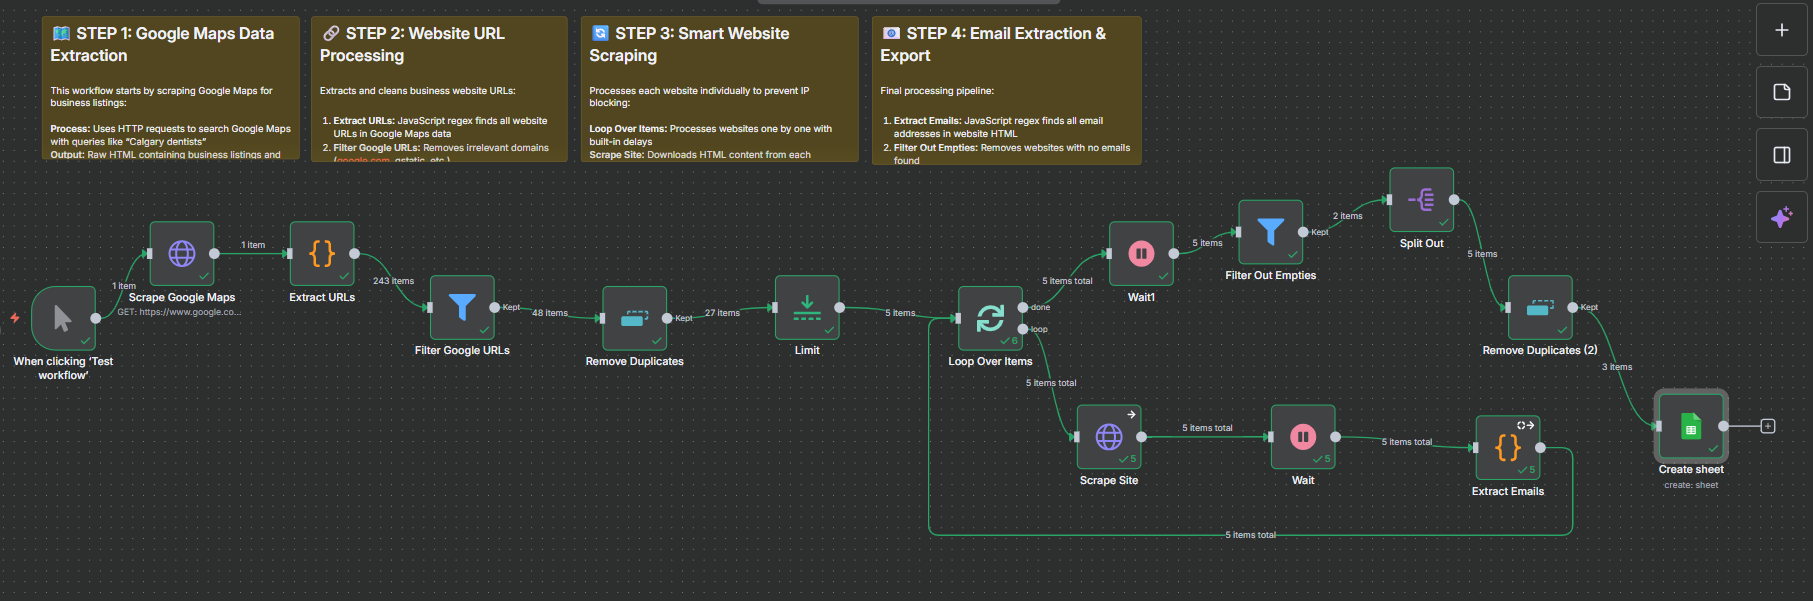 STEP 1: Google Maps Data
Extraction
This workflow starts by scraping Google Maps for
business listings:
Process: Uses HTTP requests to search Google Maps
with queries like "Calgary dentists"
Output: Raw HTML containing business listings and
STEP 2: Website URL
Processing
Extracts and cleans business website URLs:
1. Extract URLs: JavaScript regex finds all website
URLs in Google Maps data
2. Filter Google URLs: Removes irrelevant domains
(google.com, gstatic, etc.)
STEP 3: Smart Website
Scraping
Processes each website individually to prevent IP
blocking:
Loop Over Items: Processes websites one by one with
built-in delays
Scrape Site: Downloads HTML content from each
STEP 4: Email Extraction &
Export
Final processing pipeline:
1. Extract Emails: JavaScript regex finds all email
addresses in website HTML
2. Filter Out Empties: Removes websites with no emails
found
When clicking 'Test
workflow'
1 item
Scrape Google Maps
GET: https://www.google.co...
1 item
Extract URLs
243 items
Filter Google URLs
Kept
48 items
Remove Duplicates
Kept
27 items
Limit
5 items
Loop Over Items
6
done
loop
5 items total
Wait1
5 items
Filter Out Empties
Kept
2 items
Split Out
5 items
Remove Duplicates (2)
Kept
3 items
Create sheet
create: sheet
5 items total
Scrape Site
5
5 items total
Wait
5
5 items total
Extract Emails
5
5 items total